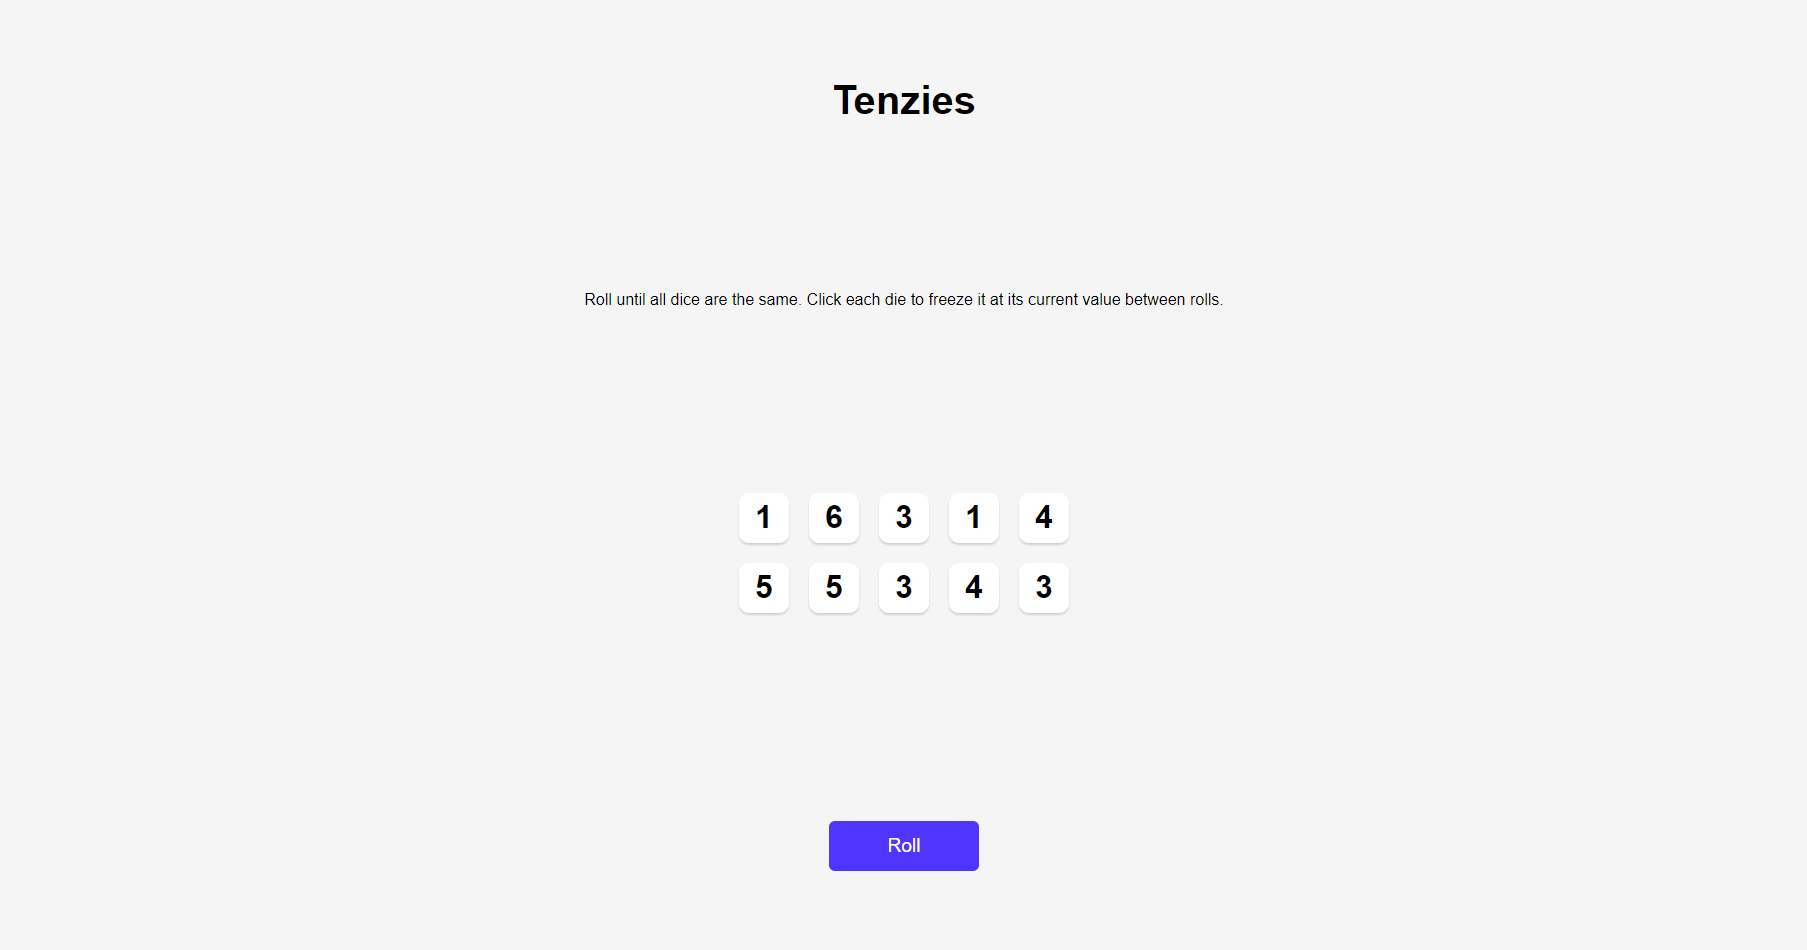 Tenzies
Roll until all dice are the same. Click each die to freeze it at its current value between rolls.
1 6 3 1 4
5 5 3 4 3
Roll